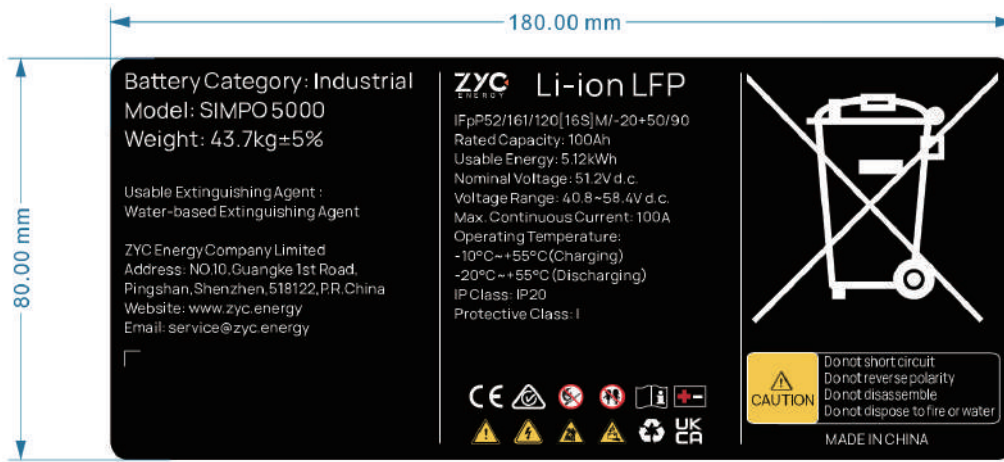 180.00 mm
80.00 mm
Battery Category: Industrial
Model: SIMPO 5000
Weight: 43.7kg±5%
Usable Extinguishing Agent :
Water-based Extinguishing Agent
ZYC Energy Company Limited
Address: NO,10,Guangke 1st Road,
Pingshan,Shenzhen,518122,P.R.China
Website: www.zyc.energy
Email: service@zyc.energy
ZYC ENERGY Li-ion LFP
IFpP52/161/120[16S]M/-20+50/90
Rated Capacity: 100Ah
Usable Energy: 5.12kWh
Nominal Voltage: 51.2V d.c.
Voltage Range: 40.8~58.4V d.c.
Max. Continuous Current: 100A
Operating Temperature:
-10°C~+55°C(Charging)
-20°C~+55°C(Discharging)
IP Class: IP20
Protective Class: I
CE
UK
CA
CAUTION
Do not short circuit
Do not reverse polarity
Do not disassemble
Do not dispose to fire or water
MADE IN CHINA